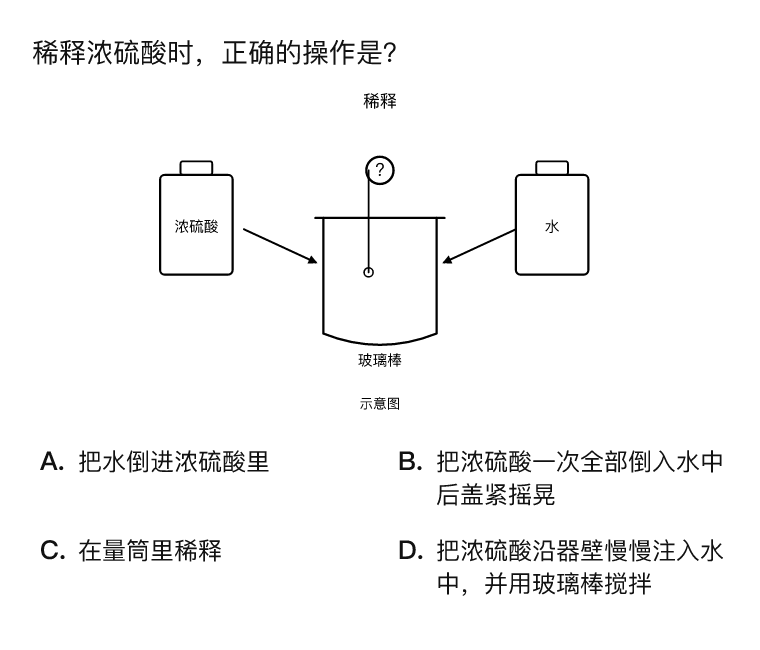 稀释浓硫酸时，正确的操作是？
稀释
?
浓硫酸
水
玻璃棒
示意图
A. 把水倒进浓硫酸里
B. 把浓硫酸一次全部倒入水中
后盖紧摇晃
C. 在量筒里稀释
D. 把浓硫酸沿器壁慢慢注入水
中，并用玻璃棒搅拌